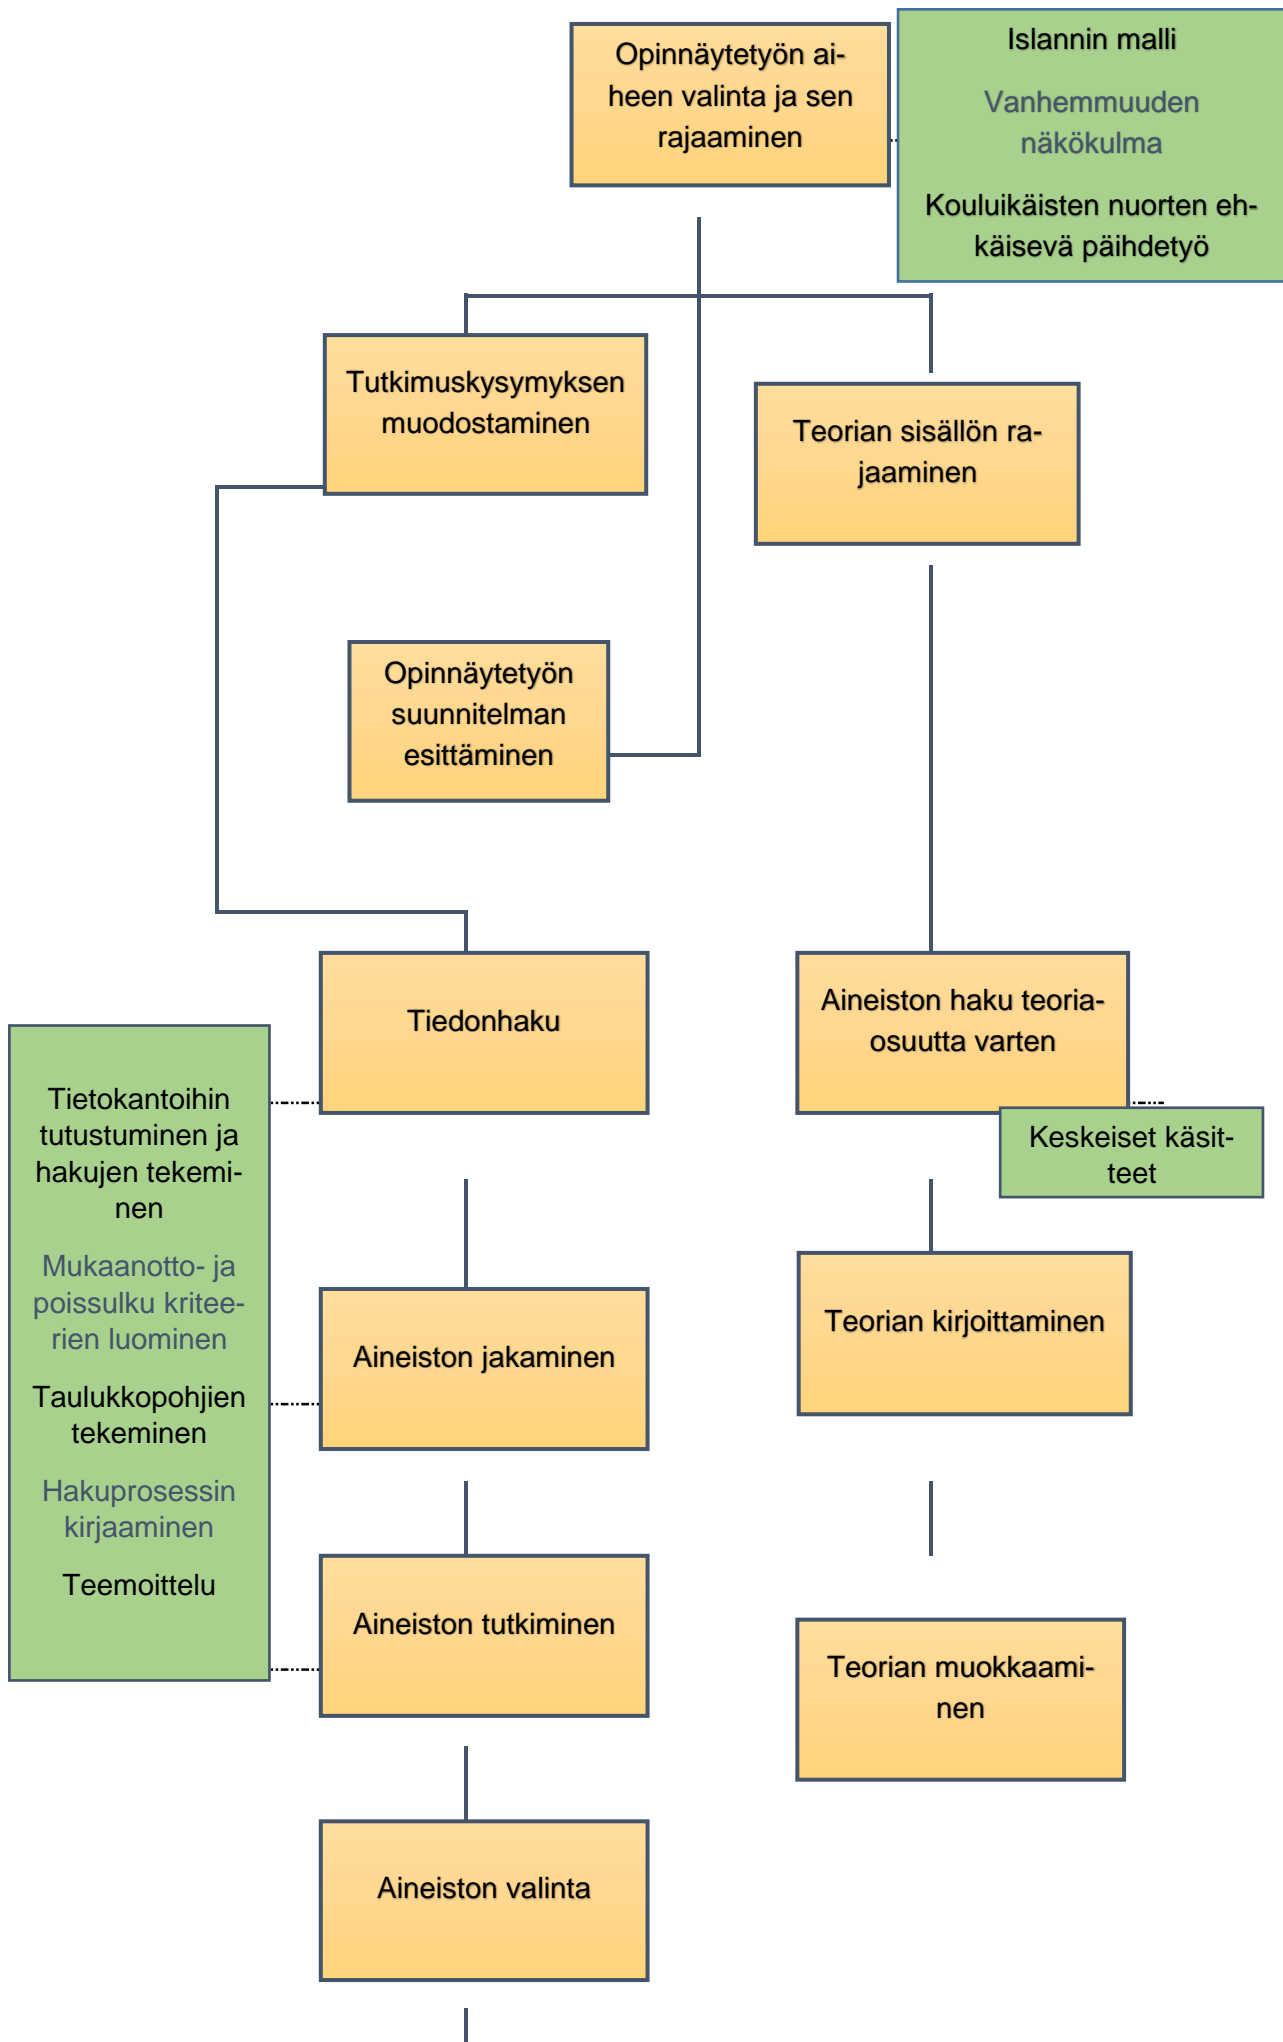 Opinnäytetyön ai-
heen valinta ja sen
rajaaminen
Islannin malli
Vanhemmuuden
näkökulma
Kouluikäisten nuorten eh-
käisevä päihdetyö
Tutkimuskysymyksen
muodostaminen
Teorian sisällön ra-
jaaminen
Opinnäytetyön
suunnitelman
esittäminen
Tiedonhaku
Aineiston haku teoria-
osuutta varten
Keskeiset käsit-
teet
Tietokantoihin
tutustuminen ja
hakujen tekemi-
nen
Mukaanotto- ja
poissulku kritee-
rien luominen
Taulukkopohjien
tekeminen
Hakuprosessin
kirjaaminen
Teemoittelu
Aineiston jakaminen
Teorian kirjoittaminen
Aineiston tutkiminen
Teorian muokkaami-
nen
Aineiston valinta